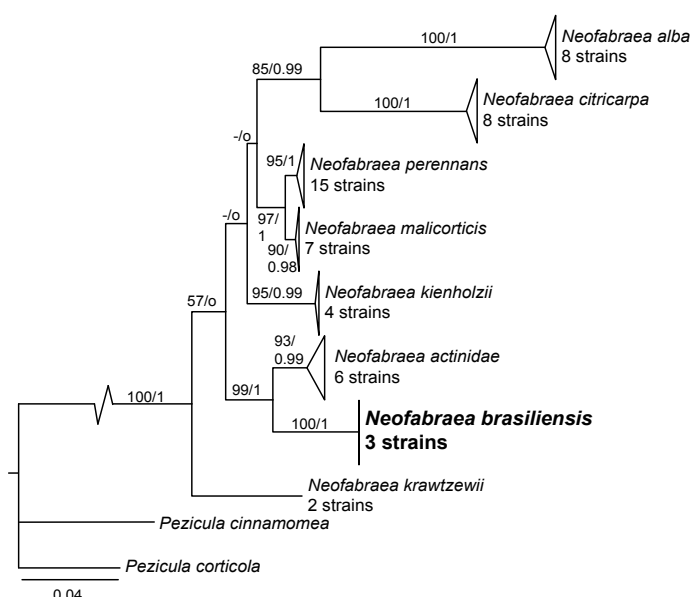 100/1
Neofabraea alba
8 strains
85/0.99
100/1
Neofabraea citricarpa
8 strains
-/o
95/1
Neofabraea perennans
15 strains
97/
1
-/o
Neofabraea malicorticis
7 strains
90/
0.98
95/0.99
Neofabraea kienholzii
4 strains
57/o
93/
0.99
Neofabraea actinidae
6 strains
99/1
100/1
Neofabraea brasiliensis
3 strains
100/1
Neofabraea krawtzewii
2 strains
Pezicula cinnamomea
Pezicula corticola
0.04